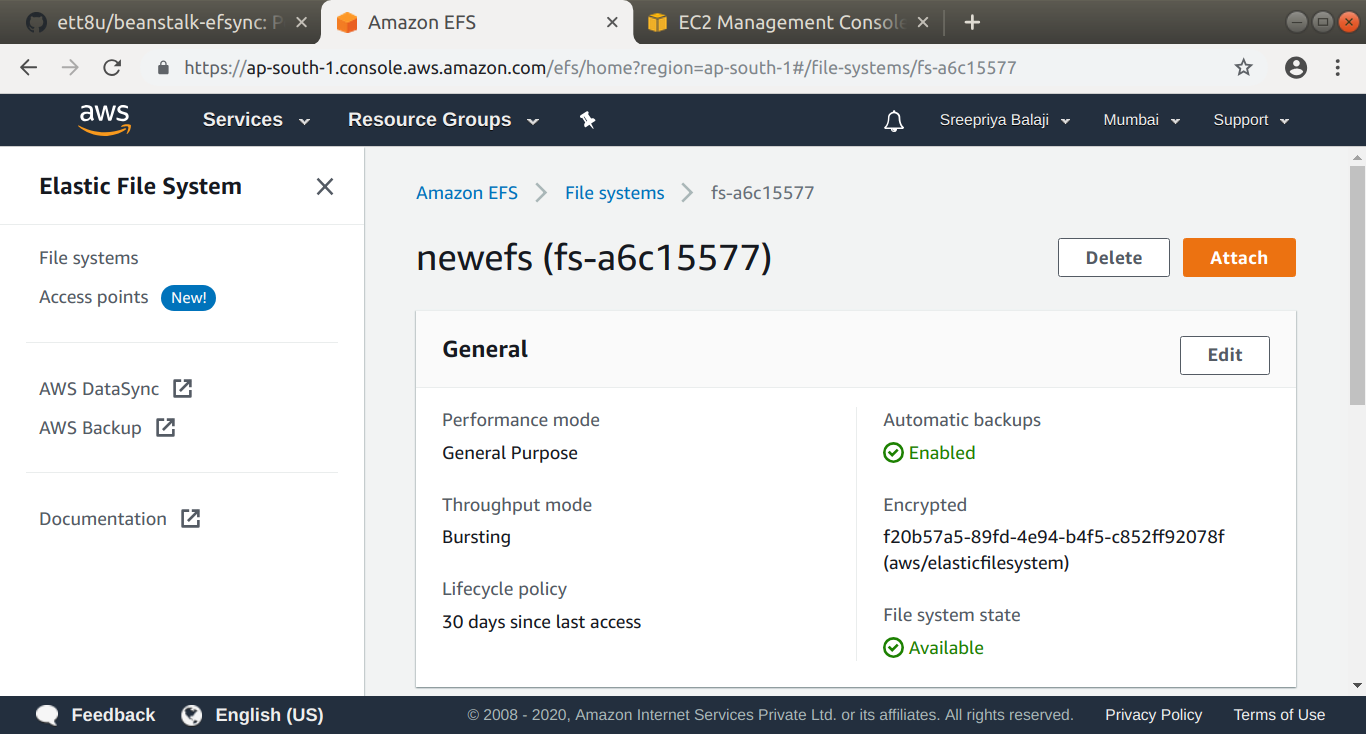 ett8u/beanstalk-efsync: P
Amazon EFS
EC2 Management Console
https://ap-south-1.console.aws.amazon.com/efs/home?region=ap-south-1#/file-systems/fs-a6c15577
aws
Services
Resource Groups
Sreepriya Balaji
Mumbai
Support
Elastic File System
File systems
Access points New!
AWS DataSync
AWS Backup
Documentation
Amazon EFS
File systems
fs-a6c15577
newefs (fs-a6c15577)
Delete
Attach
General
Edit
Performance mode
General Purpose
Throughput mode
Bursting
Lifecycle policy
30 days since last access
Automatic backups
Enabled
Encrypted
f20b57a5-89fd-4e94-b4f5-c852ff92078f
(aws/elasticfilesystem)
File system state
Available
Feedback
English (US)
© 2008 - 2020, Amazon Internet Services Private Ltd. or its affiliates. All rights reserved.
Privacy Policy
Terms of Use